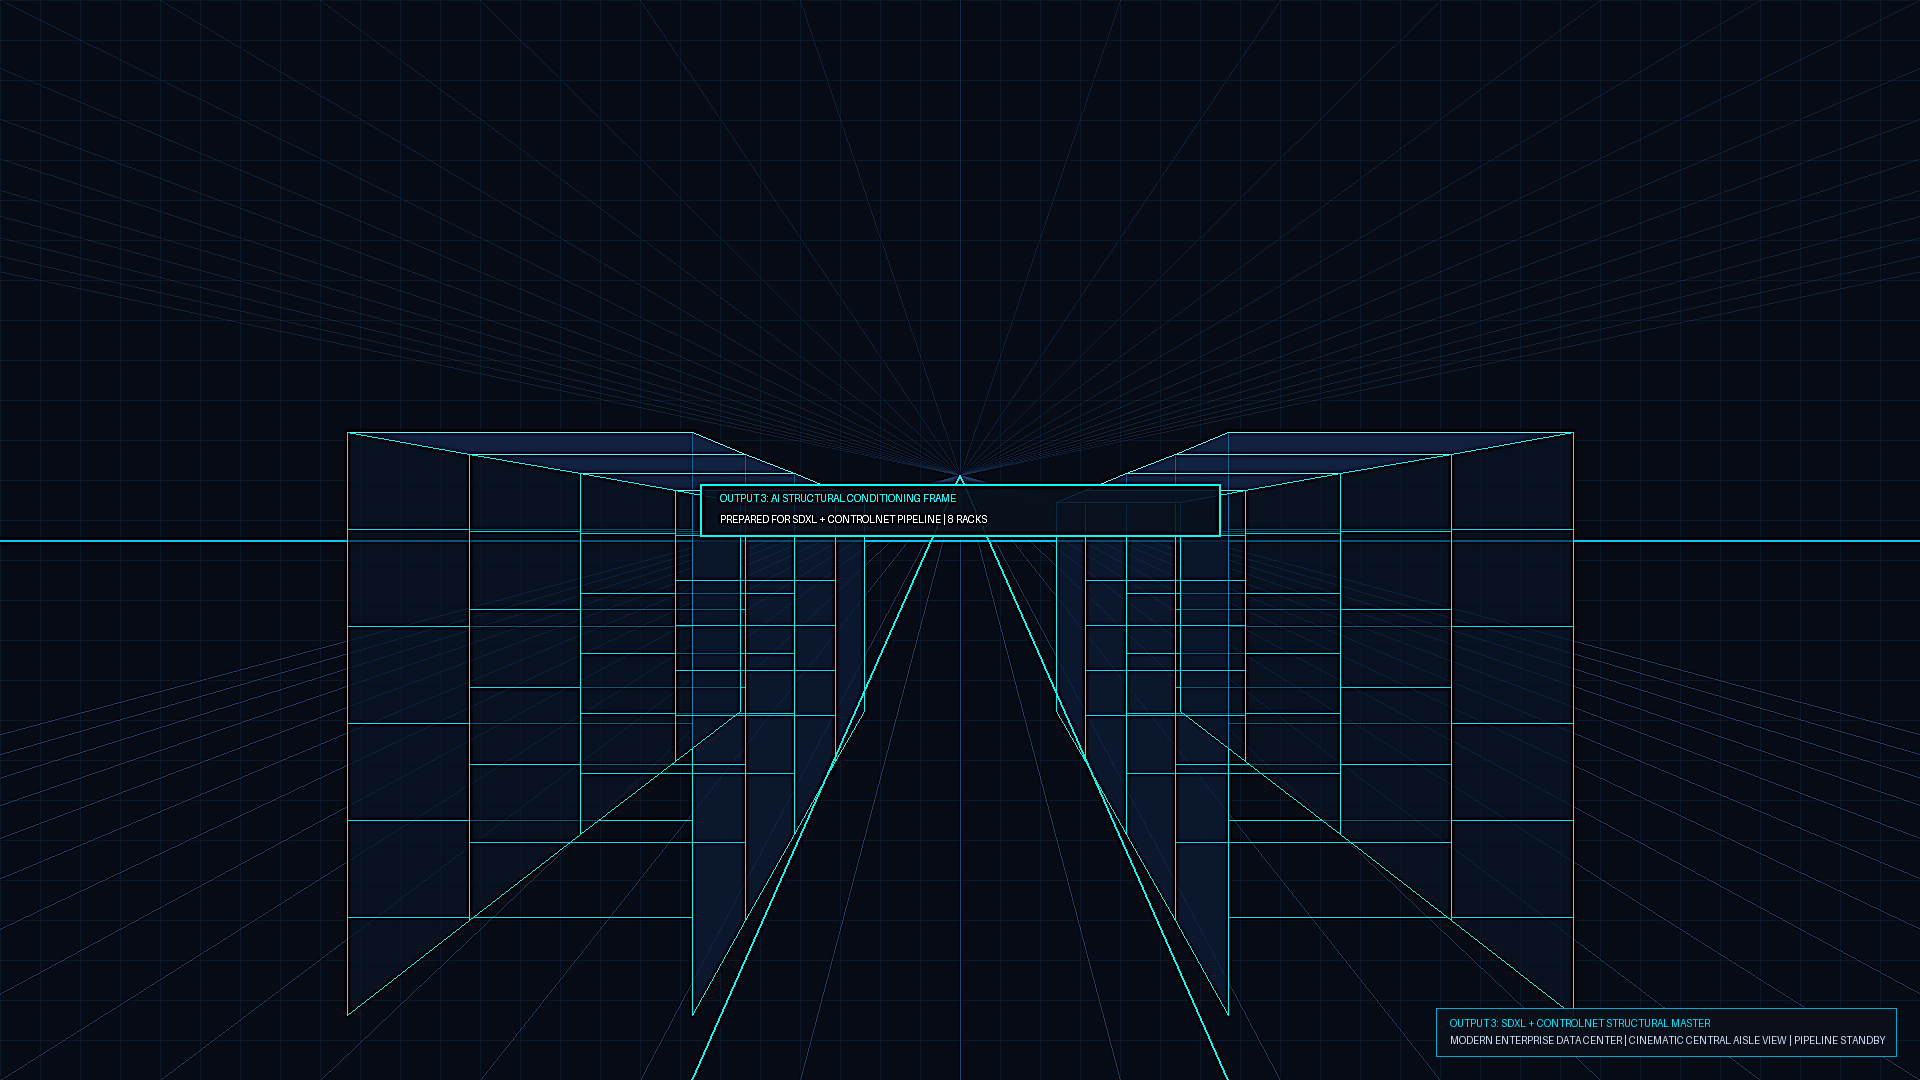 OUTPUT 3: AI STRUCTURAL CONDITIONING FRAME
PREPARED FOR SDXL + CONTROLNET PIPELINE | 8 RACKS
OUTPUT 3: SDXL + CONTROLNET STRUCTURAL MASTER
MODERN ENTERPRISE DATA CENTER | CINEMATIC CENTRAL AISLE VIEW | PIPELINE STANDBY